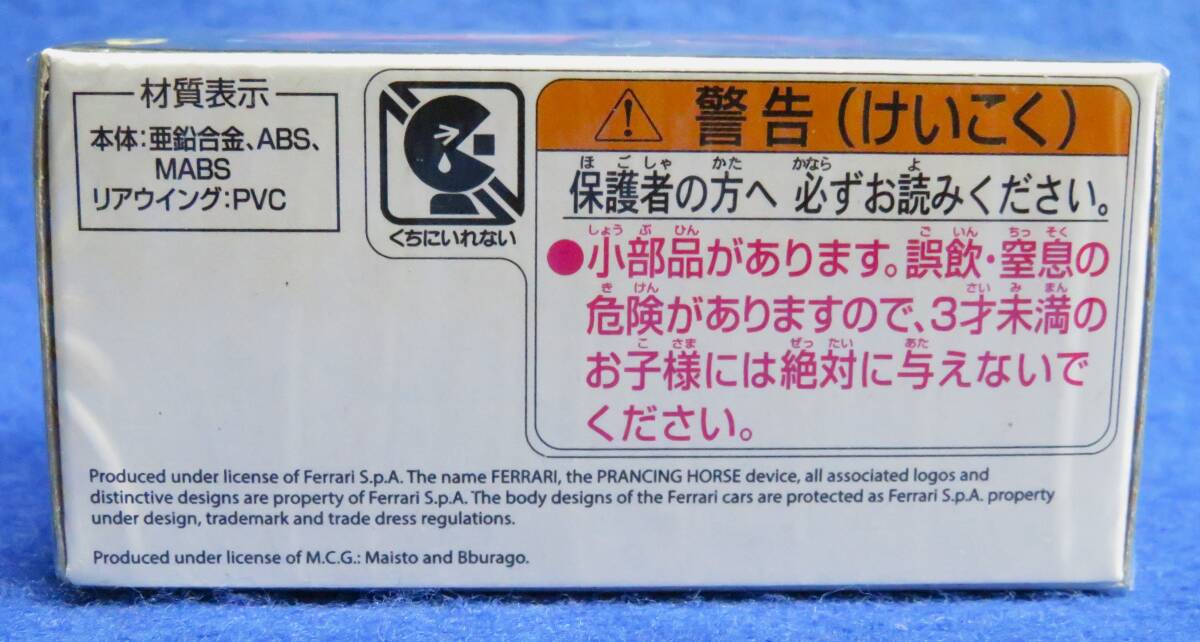 材質表示
本体:亜鉛合金、ABS、
MABS
リアウイング:PVC
くちにいれない
警告(けいこく)
ほごしゃ かた かなら よ
保護者の方へ 必ずお読みください。
しょうぶひん ごいん ちっそく
●小部品があります。誤飲・窒息の
きけん さいみまん
危険がありますので、3才未満の
こさま ぜったい あた
お子様には絶対に与えないで
ください。
Produced under license of Ferrari S.p.A. The name FERRARI, the PRANCING HORSE device, all associated logos and
distinctive designs are property of Ferrari S.p.A. The body designs of the Ferrari cars are protected as Ferrari S.p.A. property
under design, trademark and trade dress regulations.
Produced under license of M.C.G.: Maisto and Bburago.